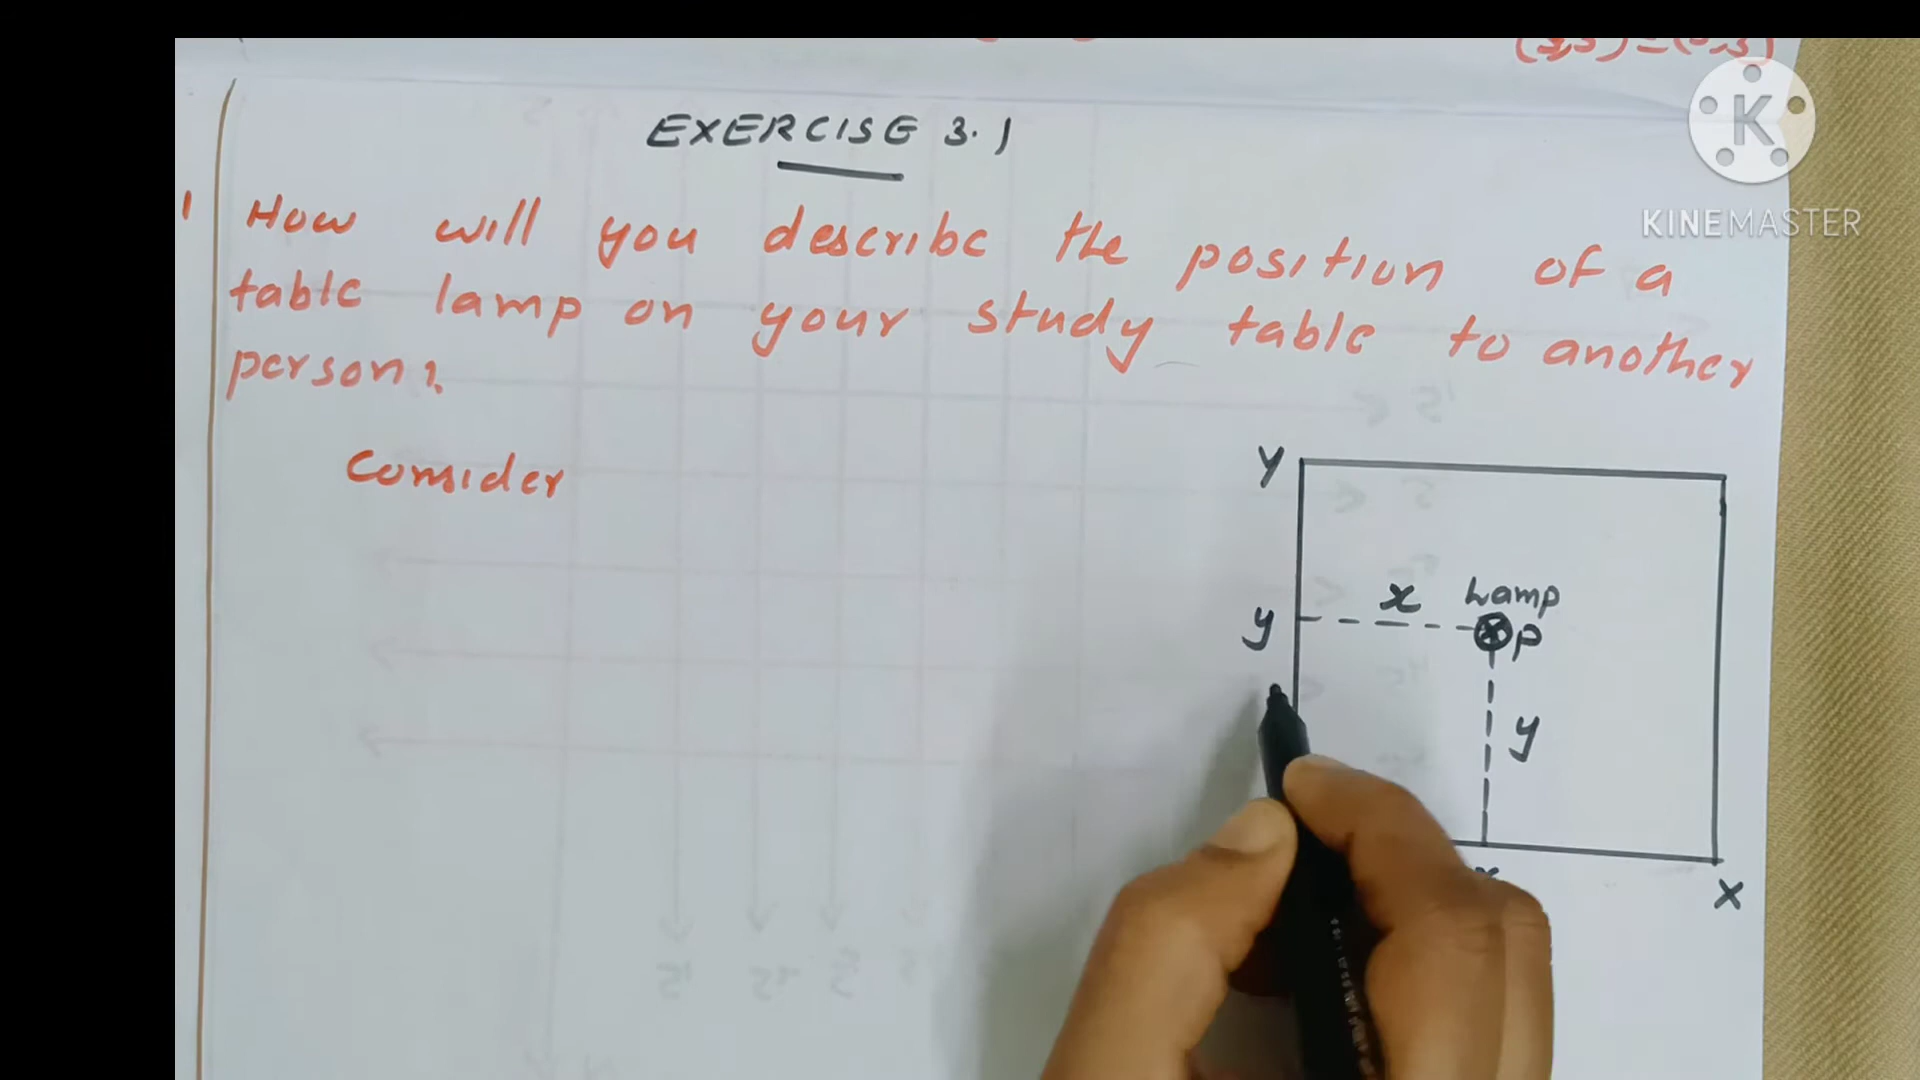 EXERCISE 3.1
1 How will you describe the position of a
table lamp on your study table to another
person?
Consider
Y
x Lamp
y P
y
X
K
KINEMASTER